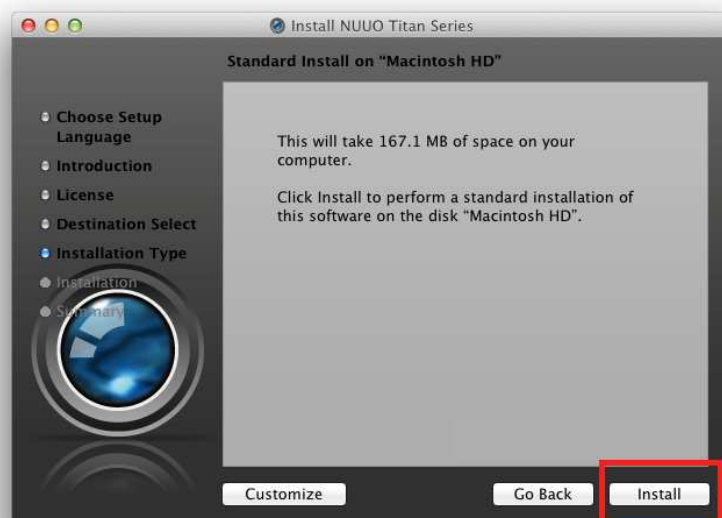 Install NUUO Titan Series
Standard Install on “Macintosh HD”
Choose Setup
Language
Introduction
License
Destination Select
Installation Type
Installation
Summary
This will take 167.1 MB of space on your
computer.
Click Install to perform a standard installation of
this software on the disk “Macintosh HD”.
Customize
Go Back
Install